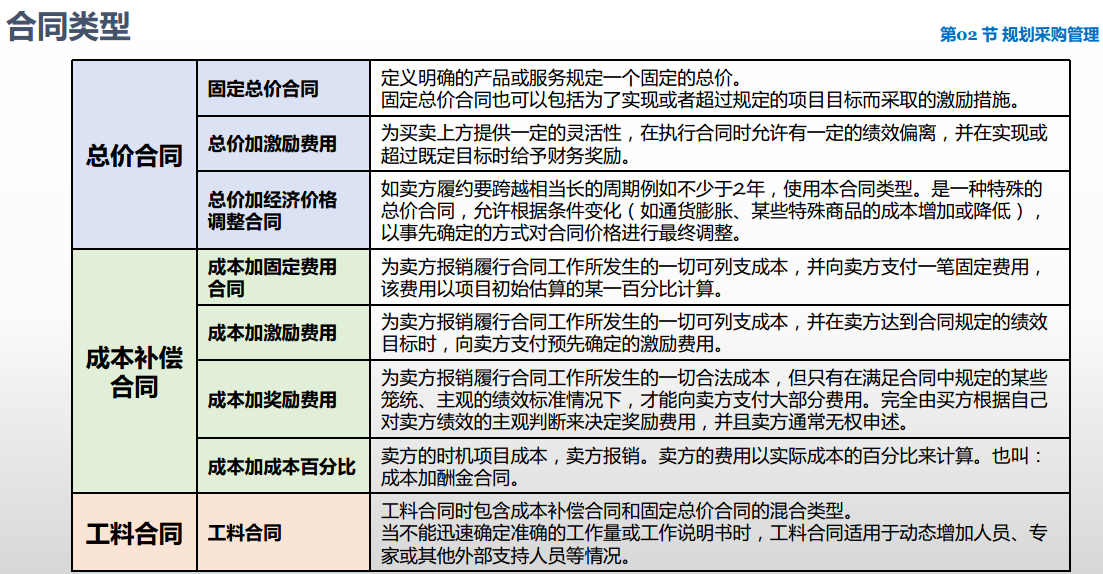 合同类型
第02 节 规划采购管理
总价合同
固定总价合同
定义明确的产品或服务规定一个固定的总价。
固定总价合同也可以包括为了实现或者超过规定的项目目标而采取的激励措施。
总价加激励费用
为买卖上方提供一定的灵活性，在执行合同时允许有一定的绩效偏离，并在实现或
超过既定目标时给予财务奖励。
总价加经济价格
调整合同
如卖方履约要跨越相当长的周期例如不少于2年，使用本合同类型。是一种特殊的
总价合同，允许根据条件变化（如通货膨胀、某些特殊商品的成本增加或降低），
以事先确定的方式对合同价格进行最终调整。
成本补偿
合同
成本加固定费用
合同
为卖方报销履行合同工作所发生的一切可列支成本，并向卖方支付一笔固定费用，
该费用以项目初始估算的某一百分比计算。
成本加激励费用
为卖方报销履行合同工作所发生的一切可列支成本，并在卖方达到合同规定的绩效
目标时，向卖方支付预先确定的激励费用。
成本加奖励费用
为卖方报销履行合同工作所发生的一切合法成本，但只有在满足合同中规定的某些
笼统、主观的绩效标准情况下，才能向卖方支付大部分费用。完全由买方根据自己
对卖方绩效的主观判断来决定奖励费用，并且卖方通常无权申述。
成本加成本百分比
卖方的时机项目成本，卖方报销。卖方的费用以实际成本的百分比来计算。也叫：
成本加酬金合同。
工料合同
工料合同
工料合同时包含成本补偿合同和固定总价合同的混合类型。
当不能迅速确定准确的工作量或工作说明书时，工料合同适用于动态增加人员、专
家或其他外部支持人员等情况。